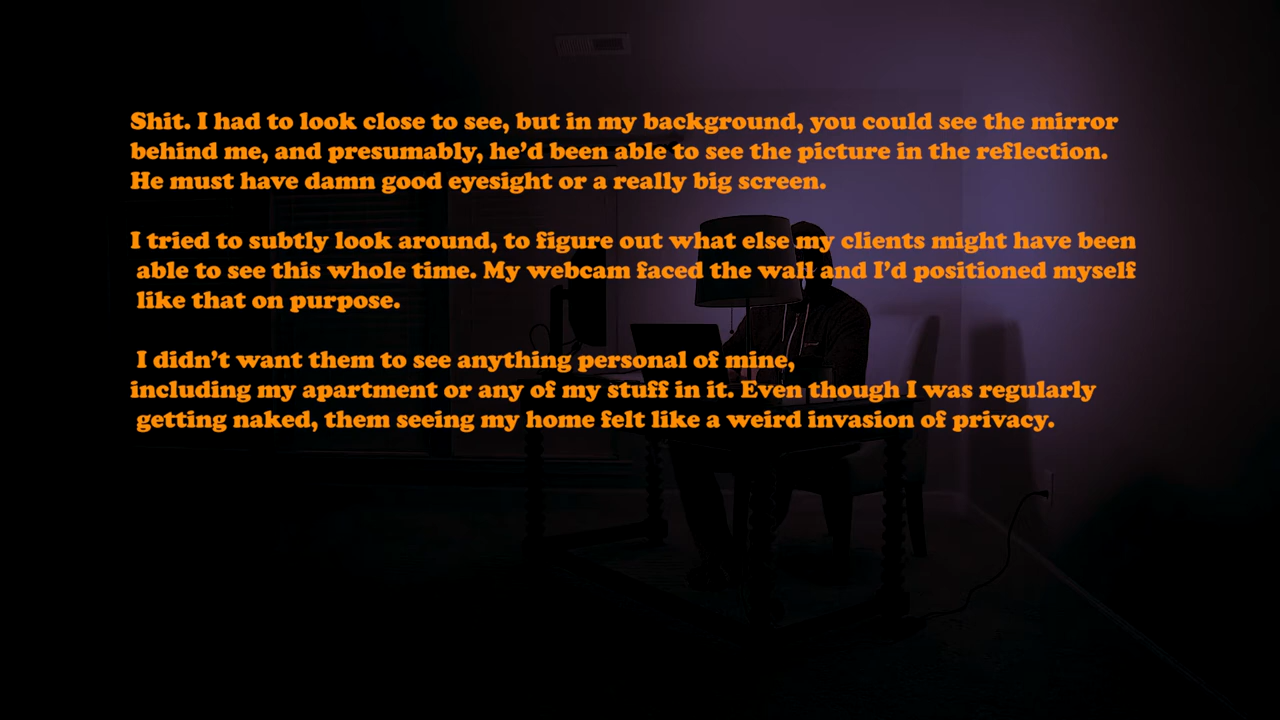 Shit. I had to look close to see, but in my background, you could see the mirror
behind me, and presumably, he’d been able to see the picture in the reflection.
He must have damn good eyesight or a really big screen.
I tried to subtly look around, to figure out what else my clients might have been
able to see this whole time. My webcam faced the wall and I’d positioned myself
like that on purpose.
I didn’t want them to see anything personal of mine,
including my apartment or any of my stuff in it. Even though I was regularly
getting naked, them seeing my home felt like a weird invasion of privacy.